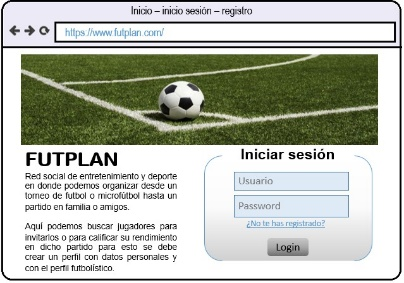 Inicio – inicio sesión – registro
https://www.futplan.com/
FUTPLAN
Red social de entretenimiento y deporte
en donde podemos organizar desde un
torneo de futbol o microfútbol hasta un
partido en familia o amigos.
Aquí podemos buscar jugadores para
invitarlos o para calificar su rendimiento
en dicho partido para esto se debe
crear un perfil con datos personales y
con el perfil futbolístico.
Iniciar sesión
Usuario
Password
¿No te has registrado?
Login